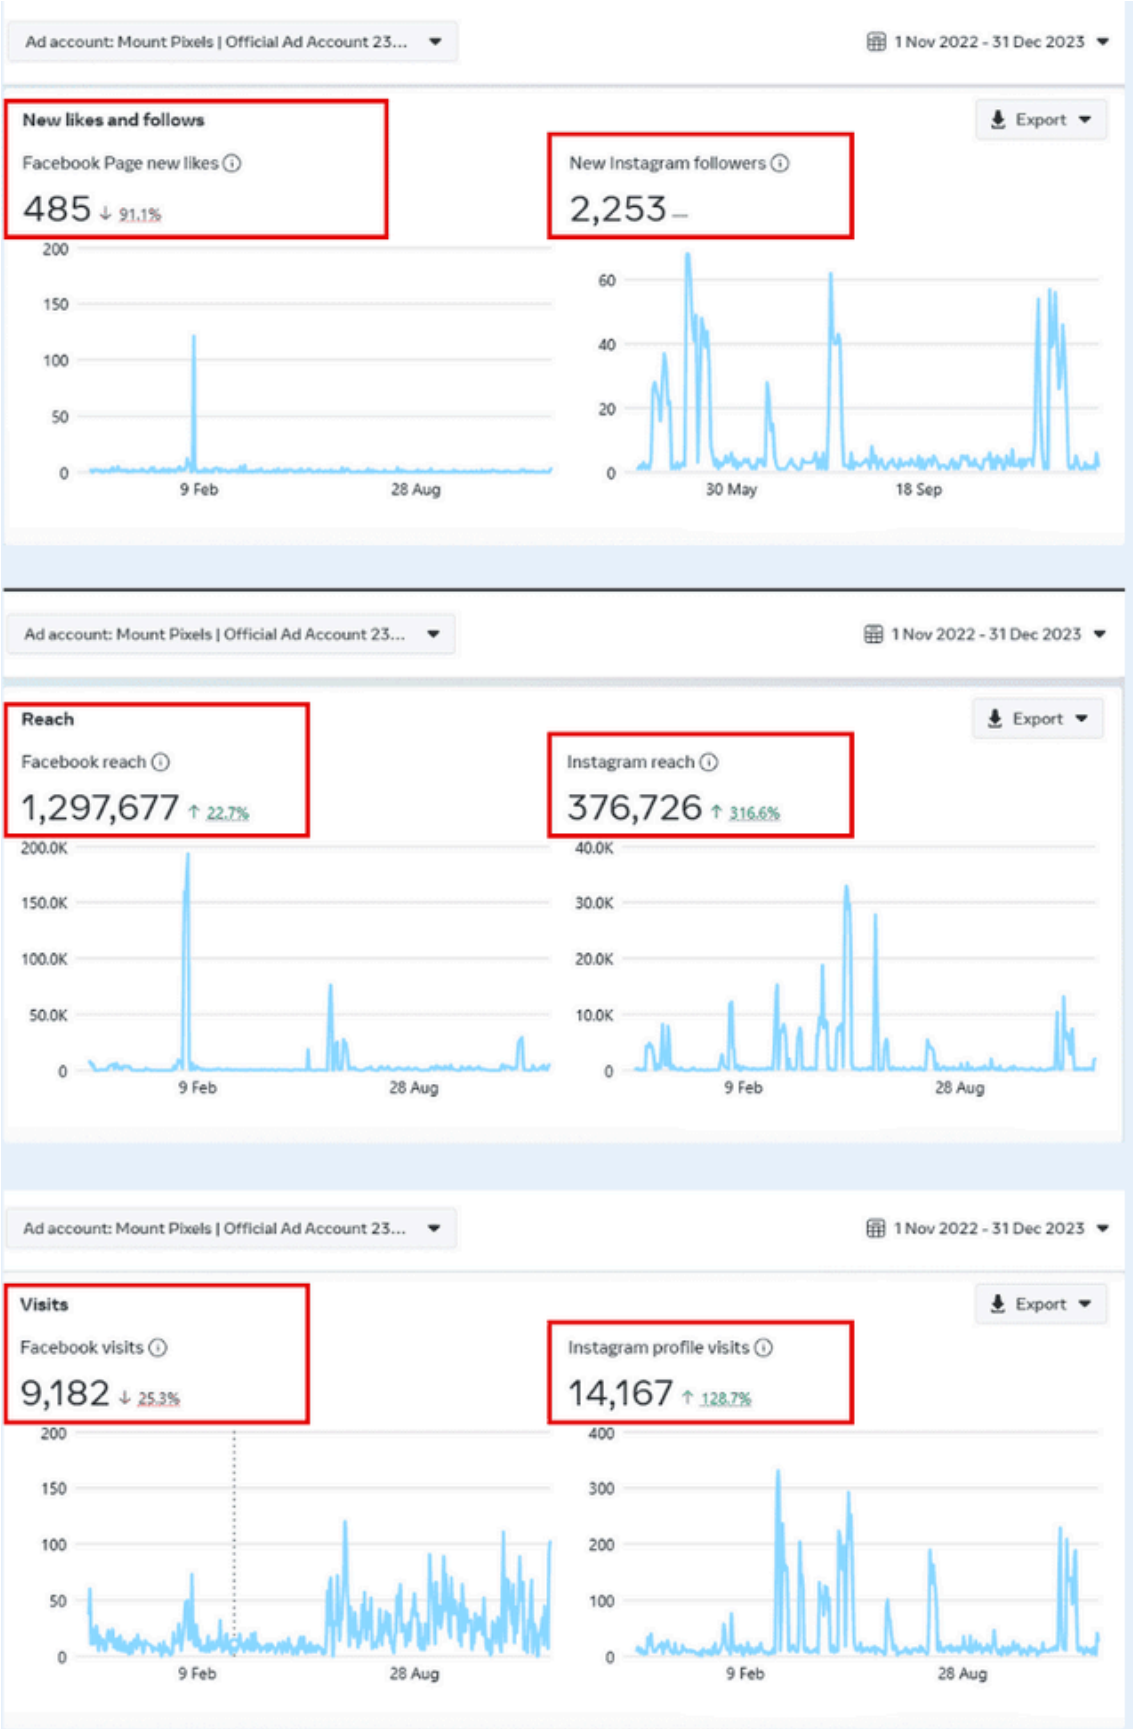 Ad account: Mount Pixels | Official Ad Account 23...
1 Nov 2022 - 31 Dec 2023
New likes and follows
Export
Facebook Page new likes
New Instagram followers
485 ↓ 91.1%
2,253 --
200
150
100
50
0
9 Feb
28 Aug
60
40
20
0
30 May
18 Sep
Ad account: Mount Pixels | Official Ad Account 23...
1 Nov 2022 - 31 Dec 2023
Reach
Export
Facebook reach
Instagram reach
1,297,677 ↑ 22.7%
376,726 ↑ 316.6%
200.0K
150.0K
100.0K
50.0K
0
9 Feb
28 Aug
40.0K
30.0K
20.0K
10.0K
0
9 Feb
28 Aug
Ad account: Mount Pixels | Official Ad Account 23...
1 Nov 2022 - 31 Dec 2023
Visits
Export
Facebook visits
Instagram profile visits
9,182 ↓ 25.3%
14,167 ↑ 128.7%
200
150
100
50
0
9 Feb
28 Aug
400
300
200
100
0
9 Feb
28 Aug